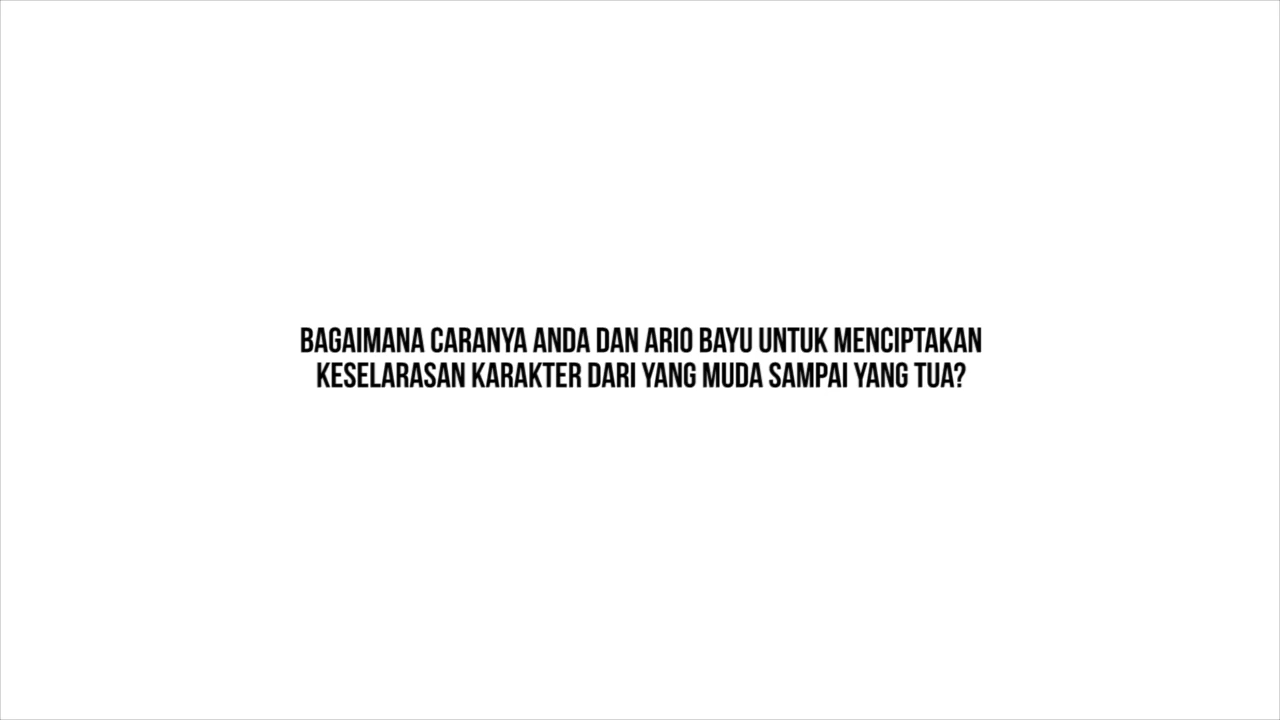 BAGAIMANA CARANYA ANDA DAN ARIO BAYU UNTUK MENCIPTAKAN
KESELARASAN KARAKTER DARI YANG MUDA SAMPAI YANG TUA?